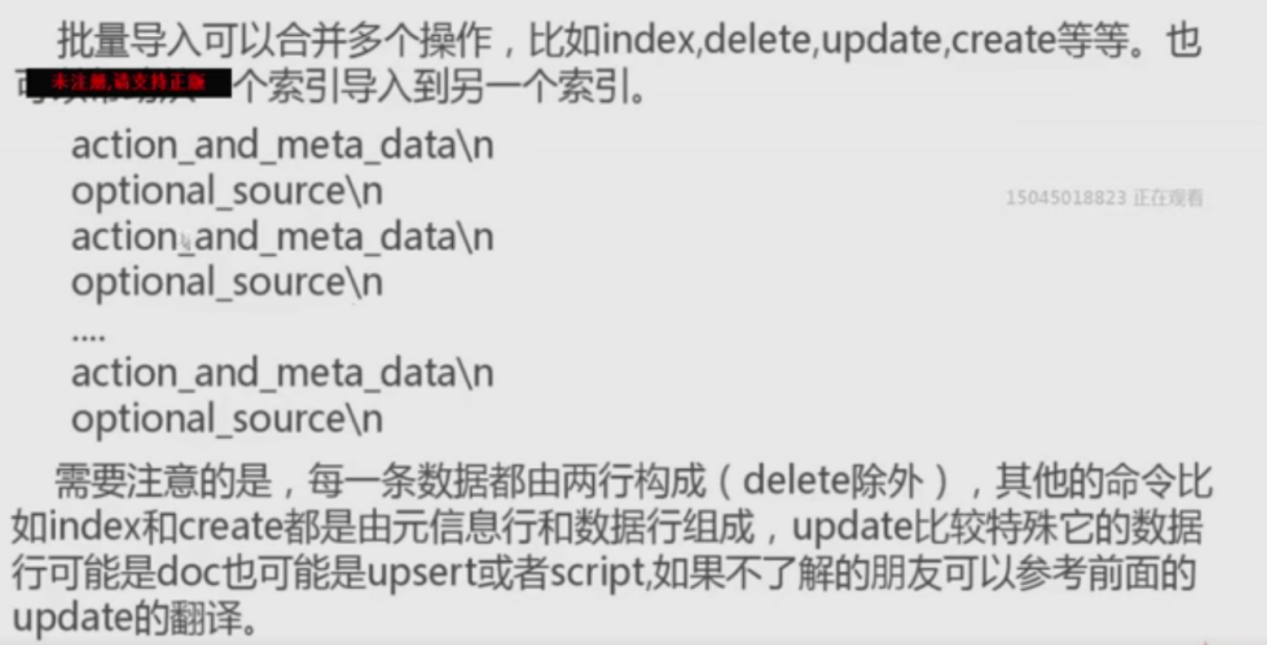 批量导入可以合并多个操作，比如index,delete,update,create等等。也
未注册,请支持正版
个索引导入到另一个索引。
action_and_meta_data\n
optional_source\n
15045018823 正在观看
action_and_meta_data\n
optional_source\n
....
action_and_meta_data\n
optional_source\n
需要注意的是，每一条数据都由两行构成（delete除外），其他的命令比
如index和create都是由元信息行和数据行组成，update比较特殊它的数据
行可能是doc也可能是upsert或者script,如果不了解的朋友可以参考前面的
update的翻译。